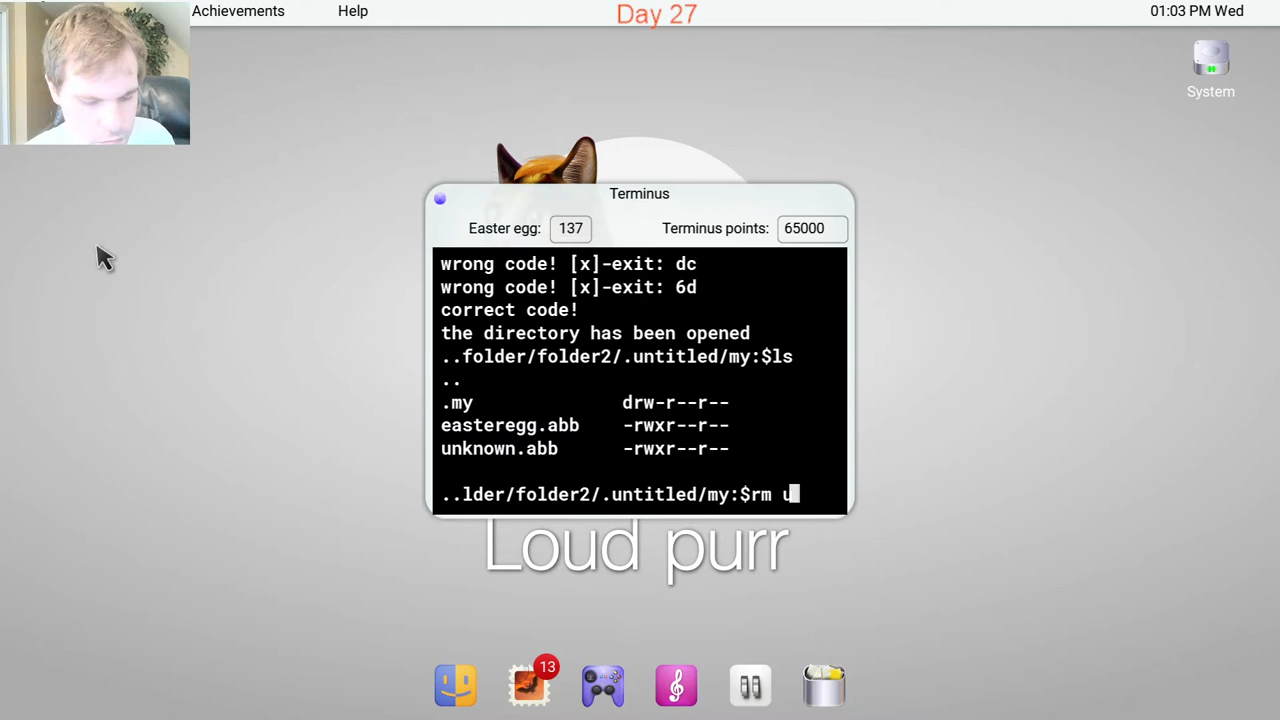 Achievements Help Day 27 01:03 PM Wed
System
Terminus
Easter egg: 137 Terminus points: 65000
wrong code! [x]-exit: dc
wrong code! [x]-exit: 6d
correct code!
the directory has been opened
..folder/folder2/.untitled/my:$ls
..
.my drw-r--r--
easteregg.abb -rwxr--r--
unknown.abb -rwxr--r--
..lder/folder2/.untitled/my:$rm u
Loud purr
13